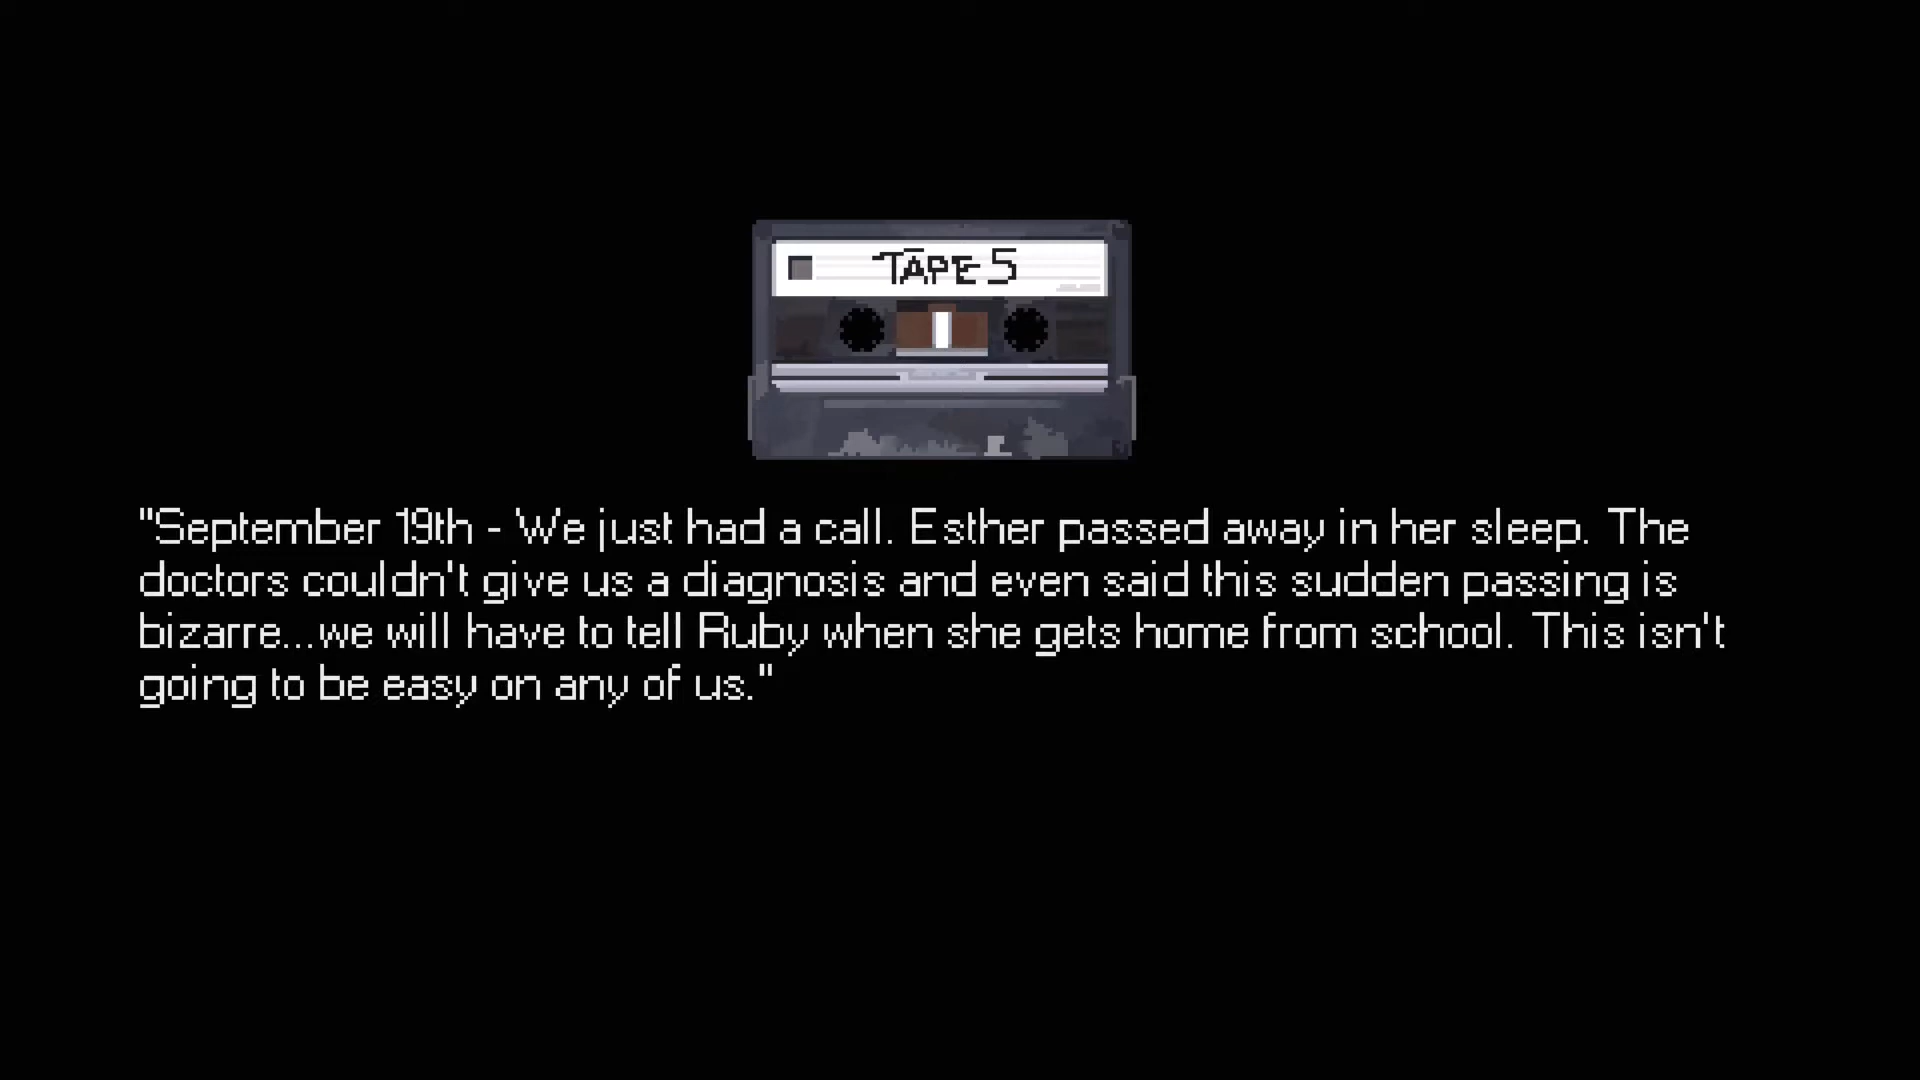 TAPE 5
"September 19th - We just had a call. Esther passed away in her sleep. The
doctors couldn't give us a diagnosis and even said this sudden passing is
bizarre...we will have to tell Ruby when she gets home from school. This isn't
going to be easy on any of us."